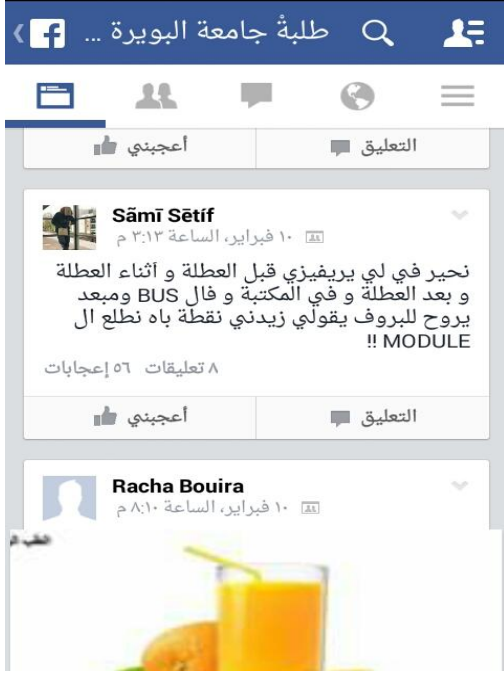 طلبةْ جامعة البويرة ...
التعليق
أعجبني
Sãmī Sētíf
١٠ فبراير، الساعة ٣:١٣ م
نحير في لي يريفيزي قبل العطلة و أثناء العطلة
و بعد العطلة و في المكتبة و فال BUS ومبعد
يروح للبروف يقولي زيدني نقطة باه نطلع ال
MODULE !!
٨ تعليقات ٥٦ إعجابات
التعليق
أعجبني
Racha Bouira
١٠ فبراير، الساعة ٨:١٠ م